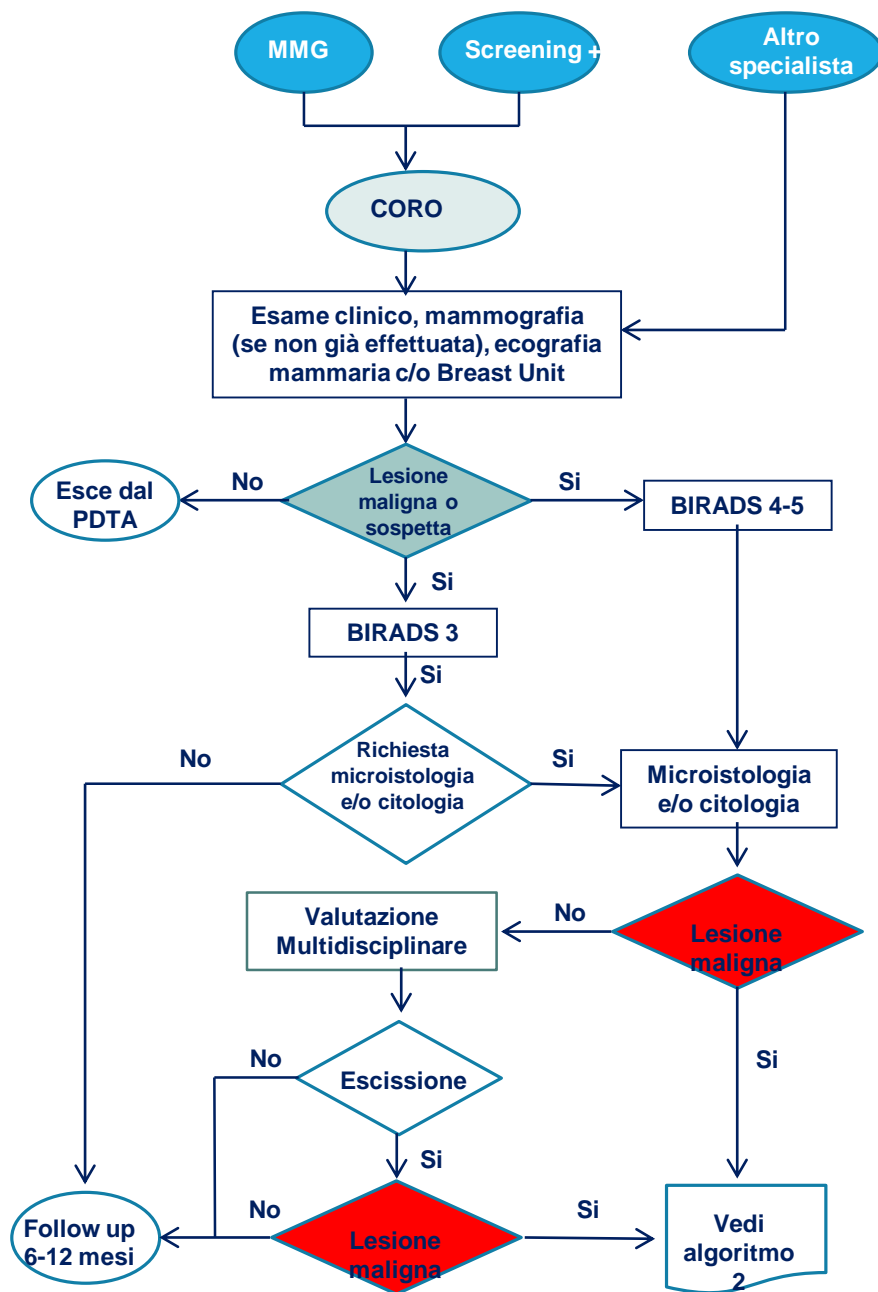 MMG
Screening +
Altro
specialista
CORO
Esame clinico, mammografia
(se non già effettuata), ecografia
mammaria c/o Breast Unit
Esce dal
PDTA
No
Lesione
maligna o
sospetta
Si
BIRADS 4-5
Si
BIRADS 3
Si
No
Richiesta
microistologia
e/o citologia
Si
Microistologia
e/o citologia
Valutazione
Multidisciplinare
No
Lesione
maligna
No
Escissione
Si
Si
Follow up
6-12 mesi
No
Lesione
maligna
Si
Vedi
algoritmo
2